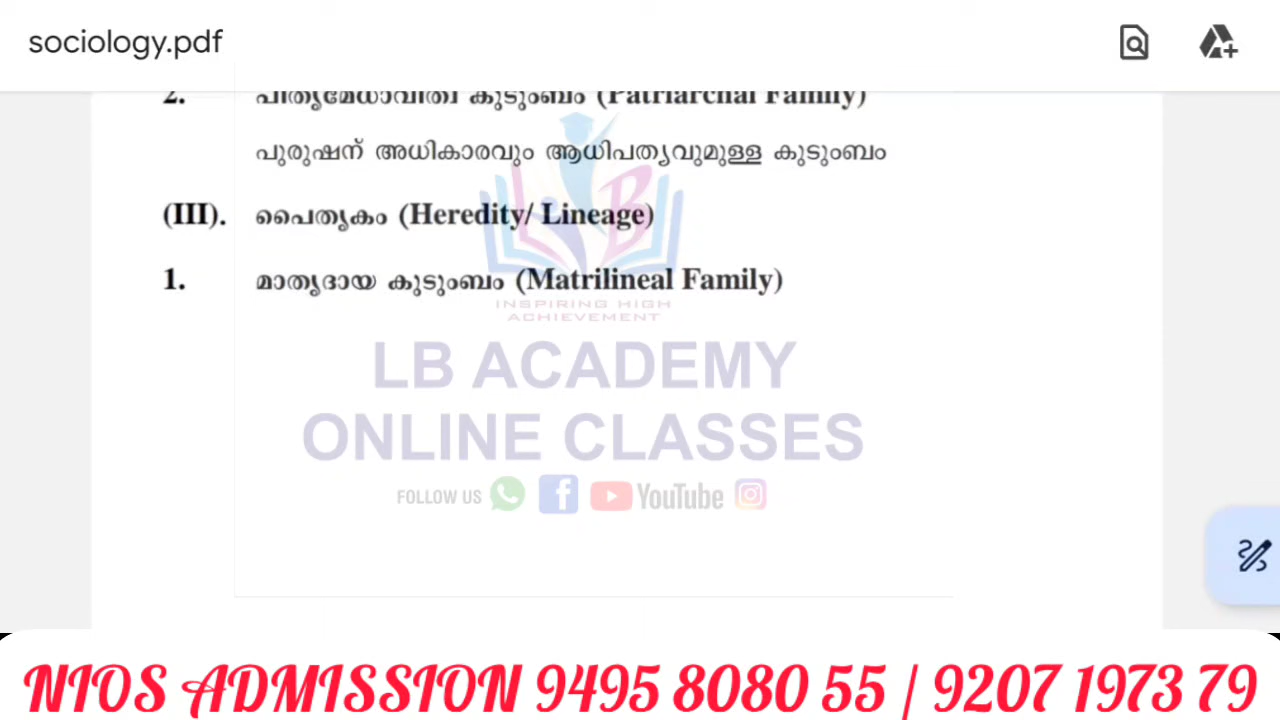 sociology.pdf
2. പിതൃമേധാവിത്വ കുടുംബം (Patriarchal Family)
പുരുഷന് അധികാരവും ആധിപത്യവുമുള്ള കുടുംബം
(III). പൈതൃകം (Heredity/ Lineage)
1. മാതൃദായ കുടുംബം (Matrilineal Family)
INSPIRING HIGH
ACHIEVEMENT
LB ACADEMY
ONLINE CLASSES
FOLLOW US YouTube
NIOS ADMISSION 9495 8080 55 / 9207 1973 79